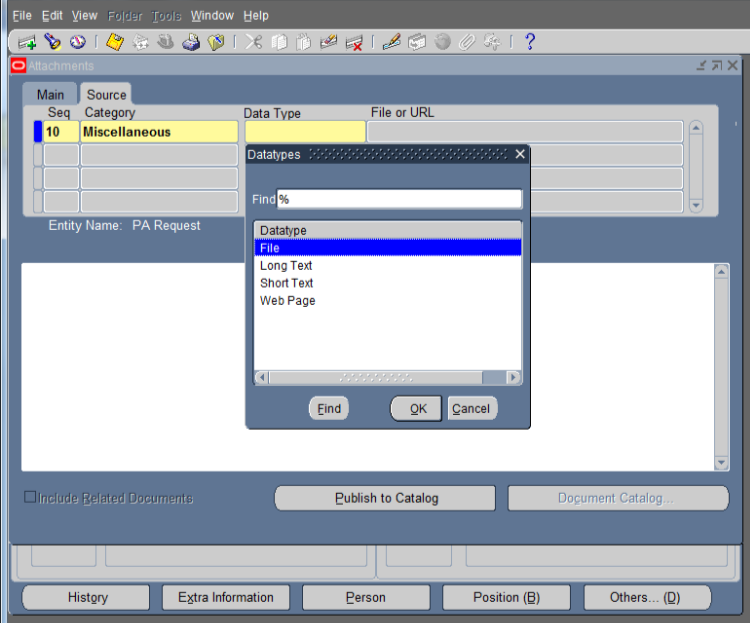 File Edit View Folder Tools Window Help
Attachments
Main Source
Seq Category Data Type File or URL
10 Miscellaneous
Datatypes
Find %
Entity Name: PA Request
Datatype
File
Long Text
Short Text
Web Page
Find OK Cancel
Include Related Documents Publish to Catalog Document Catalog...
History Extra Information Person Position (B) Others... (D)